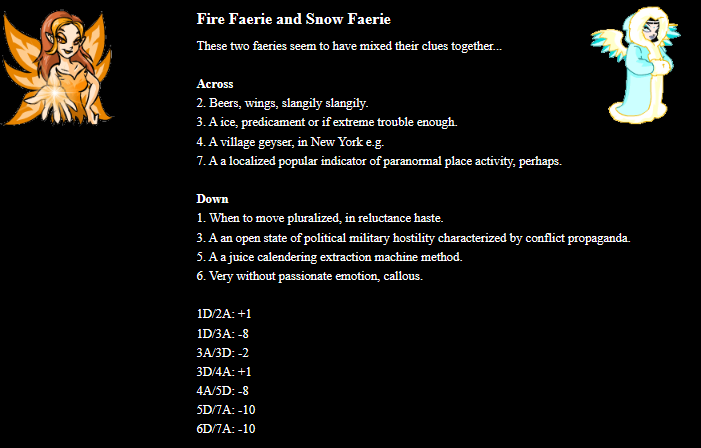 Fire Faerie and Snow Faerie
These two faeries seem to have mixed their clues together...
Across
2. Beers, wings, slangily slangily.
3. A ice, predicament or if extreme trouble enough.
4. A village geyser, in New York e.g.
7. A a localized popular indicator of paranormal place activity, perhaps.
Down
1. When to move pluralized, in reluctance haste.
3. A an open state of political military hostility characterized by conflict propaganda.
5. A a juice calendering extraction machine method.
6. Very without passionate emotion, callous.
1D/2A: +1
1D/3A: -8
3A/3D: -2
3D/4A: +1
4A/5D: -8
5D/7A: -10
6D/7A: -10